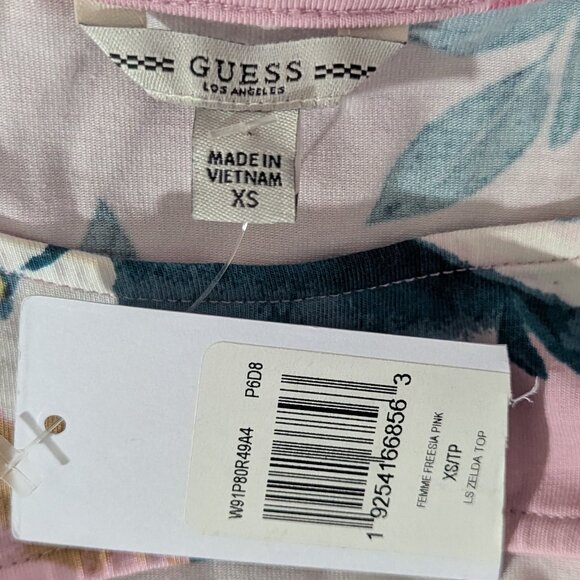 GUESS
LOS ANGELES
MADE IN
VIETNAM
XS
W91P80R49A4 P6D8
1 92541 66856 3
FEMME FREESIA PINK
XS/TP
LS ZELDA TOP